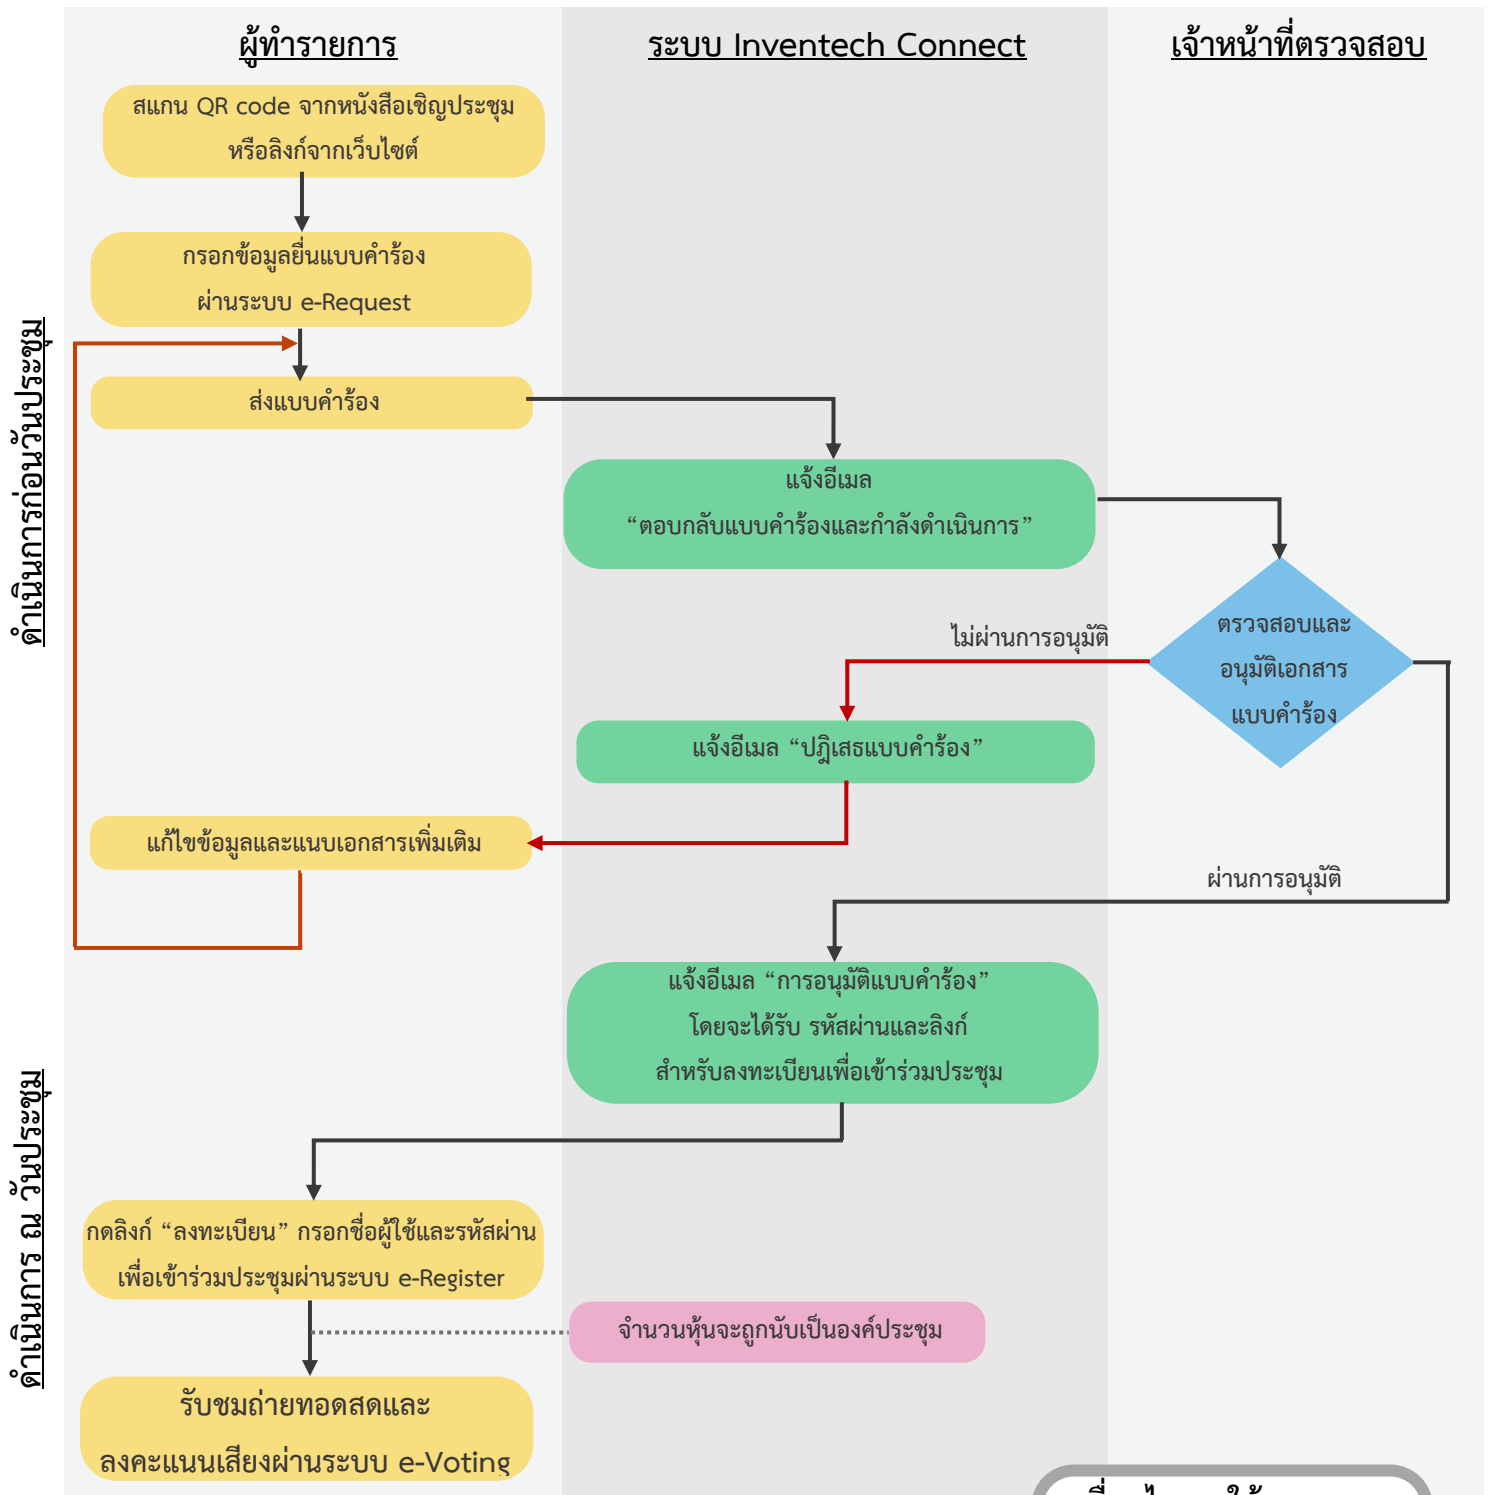 ผู้ทำรายการ
ระบบ Inventech Connect
เจ้าหน้าที่ตรวจสอบ
ดำเนินการก่อนวันประชุม
สแกน QR code จากหนังสือเชิญประชุม
หรือลิงก์จากเว็บไซต์
กรอกข้อมูลยื่นแบบคำร้อง
ผ่านระบบ e-Request
ส่งแบบคำร้อง
แจ้งอีเมล
“ตอบกลับแบบคำร้องและกำลังดำเนินการ”
ตรวจสอบและ
อนุมัติเอกสาร
แบบคำร้อง
ไม่ผ่านการอนุมัติ
แจ้งอีเมล “ปฎิเสธแบบคำร้อง”
แก้ไขข้อมูลและแนบเอกสารเพิ่มเติม
ผ่านการอนุมัติ
แจ้งอีเมล “การอนุมัติแบบคำร้อง”
โดยจะได้รับ รหัสผ่านและลิงก์
สำหรับลงทะเบียนเพื่อเข้าร่วมประชุม
ดำเนินการ ณ วันประชุม
กดลิงก์ “ลงทะเบียน” กรอกชื่อผู้ใช้และรหัสผ่าน
เพื่อเข้าร่วมประชุมผ่านระบบ e-Register
จำนวนหุ้นจะถูกนับเป็นองค์ประชุม
รับชมถ่ายทอดสดและ
ลงคะแนนเสียงผ่านระบบ e-Voting